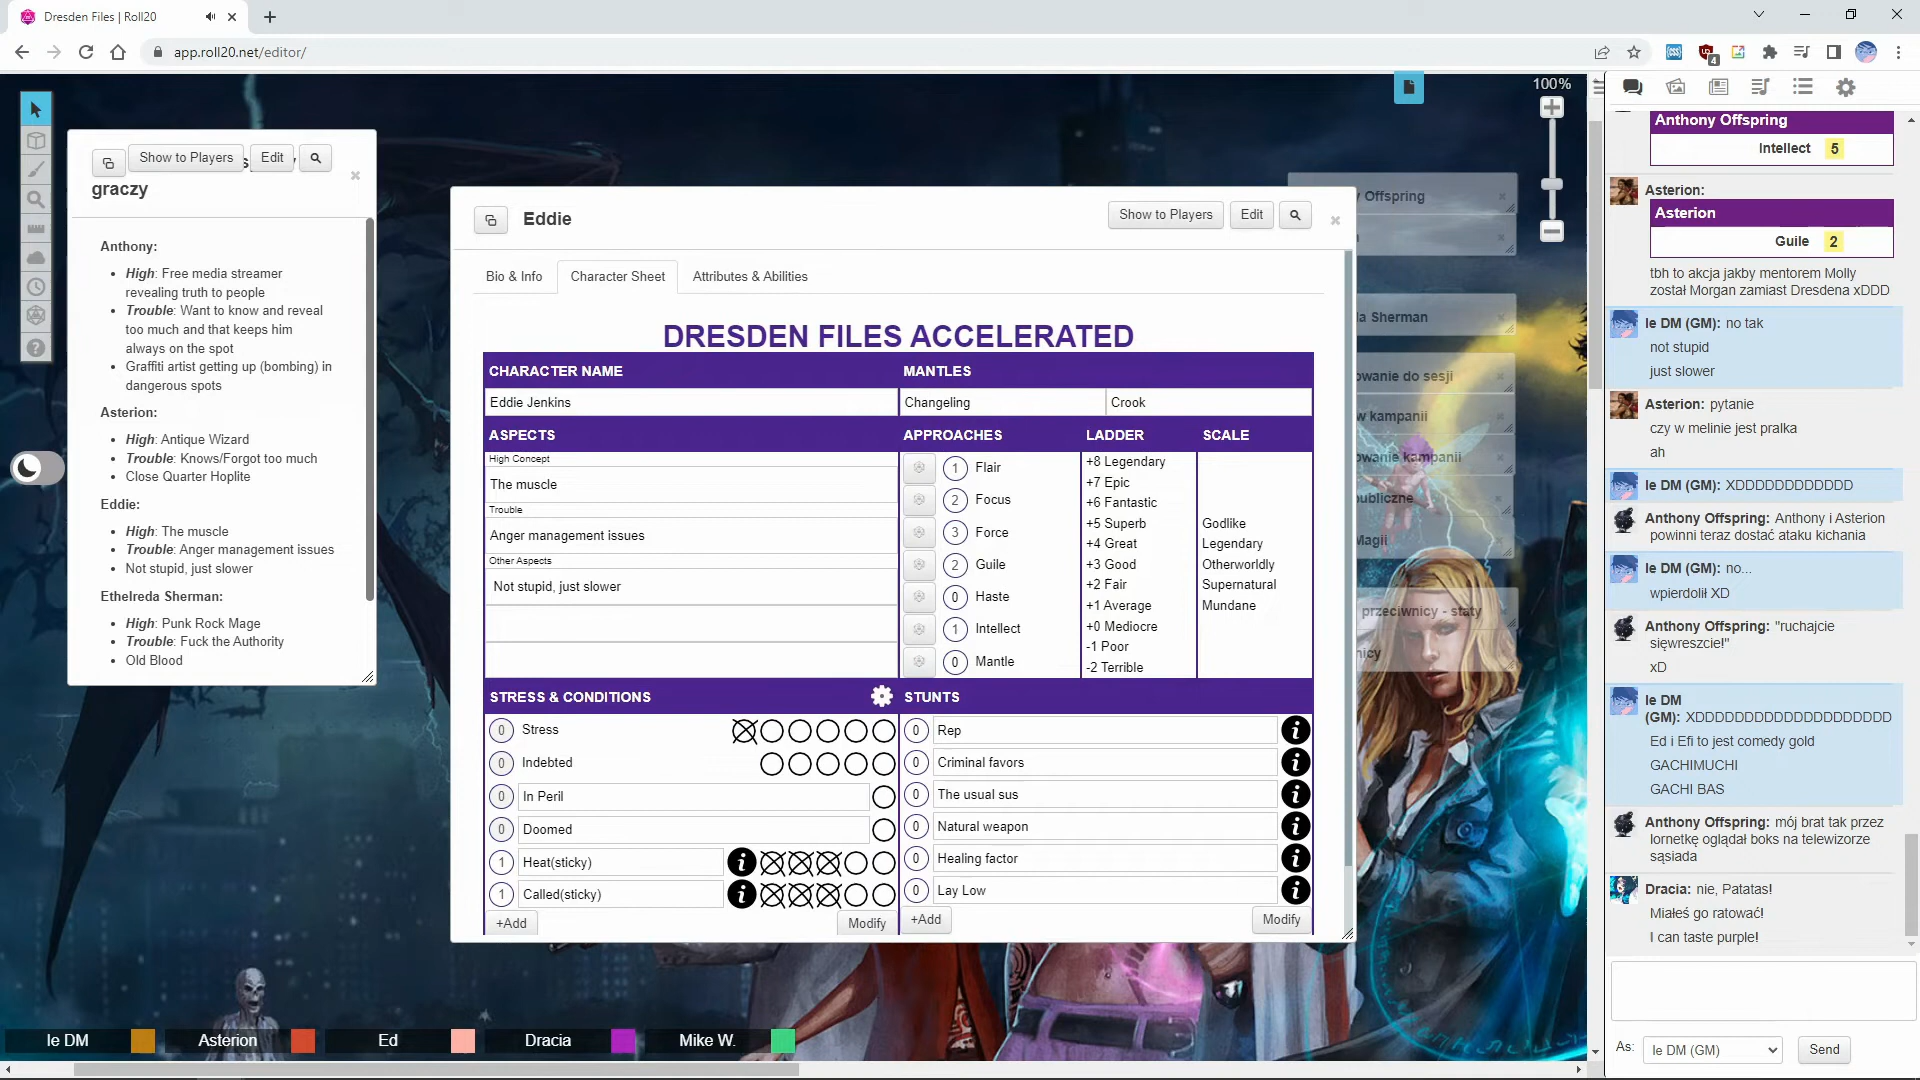 Dresden Files | Roll20
app.roll20.net/editor/
4
100%
Show to Players
Edit
graczy
Anthony:
High: Free media streamer
revealing truth to people
Trouble: Want to know and reveal
too much and that keeps him
always on the spot
Graffiti artist getting up (bombing) in
dangerous spots
Asterion:
High: Antique Wizard
Trouble: Knows/Forgot too much
Close Quarter Hoplite
Eddie:
High: The muscle
Trouble: Anger management issues
Not stupid, just slower
Ethelreda Sherman:
High: Punk Rock Mage
Trouble: Fuck the Authority
Old Blood
Eddie
Show to Players
Edit
Bio & Info
Character Sheet
Attributes & Abilities
DRESDEN FILES ACCELERATED
CHARACTER NAME
MANTLES
Eddie Jenkins
Changeling
Crook
ASPECTS
APPROACHES
LADDER
SCALE
High Concept
The muscle
Trouble
Anger management issues
Other Aspects
Not stupid, just slower
1 Flair
2 Focus
3 Force
2 Guile
0 Haste
1 Intellect
0 Mantle
+8 Legendary
+7 Epic
+6 Fantastic
+5 Superb
+4 Great
+3 Good
+2 Fair
+1 Average
+0 Mediocre
-1 Poor
-2 Terrible
Godlike
Legendary
Otherworldly
Supernatural
Mundane
STRESS & CONDITIONS
0 Stress
0 Indebted
0 In Peril
0 Doomed
1 Heat(sticky)
1 Called(sticky)
+Add
Modify
STUNTS
0 Rep
0 Criminal favors
0 The usual sus
0 Natural weapon
0 Healing factor
0 Lay Low
+Add
Modify
Offspring
Sherman
owanie do sesji
w kampanii
owanie kampanii
publiczne
Magii
przeciwnicy - staty
Anthony Offspring
Intellect 5
Asterion:
Asterion
Guile 2
tbh to akcja jakby mentorem Molly
został Morgan zamiast Dresdena xDDD
le DM (GM): no tak
not stupid
just slower
Asterion: pytanie
czy w melinie jest pralka
ah
le DM (GM): XDDDDDDDDDDDD
Anthony Offspring: Anthony i Asterion
powinni teraz dostać ataku kichania
le DM (GM): no...
wpierdolił XD
Anthony Offspring: "ruchajcie
sięwreszcie!"
xD
le DM
(GM): XDDDDDDDDDDDDDDDDDDDD
Ed i Efi to jest comedy gold
GACHIMUCHI
GACHI BAS
Anthony Offspring: mój brat tak przez
lornetkę oglądał boks na telewizorze
sąsiada
Dracia: nie, Patatas!
Miałeś go ratować!
I can taste purple!
As:
le DM (GM)
Send
le DM
Asterion
Ed
Dracia
Mike W.